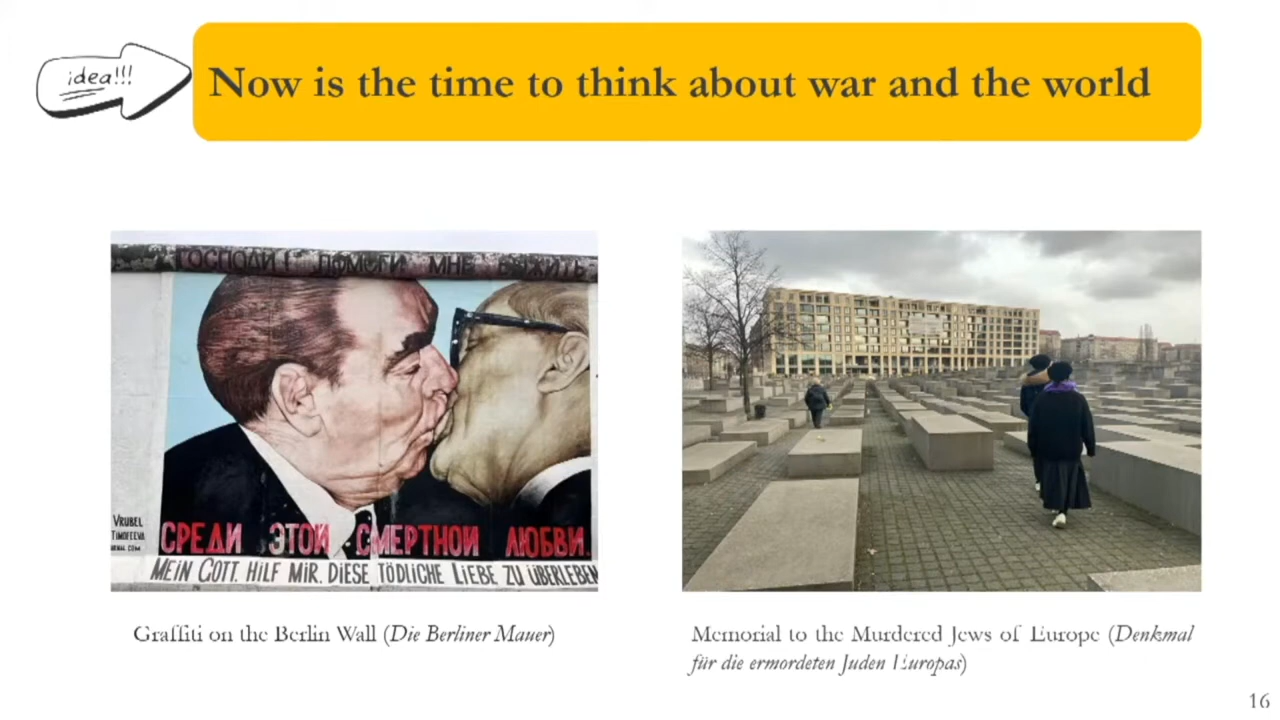 idea!!!
Now is the time to think about war and the world
ГОСПОДИ! ПОМОГИ МНЕ ВЫЖИТЬ
СРЕДИ ЭТОЙ СМЕРТНОЙ ЛЮБВИ.
VRUBEL
TIMOFEEVA
MEIN GOTT. HILF MIR. DIESE TÖDLICHE LIEBE ZU ÜBERLEBEN
Graffiti on the Berlin Wall (Die Berliner Mauer)
Memorial to the Murdered Jews of Europe (Denkmal
für die ermordeten Juden Europas)
16